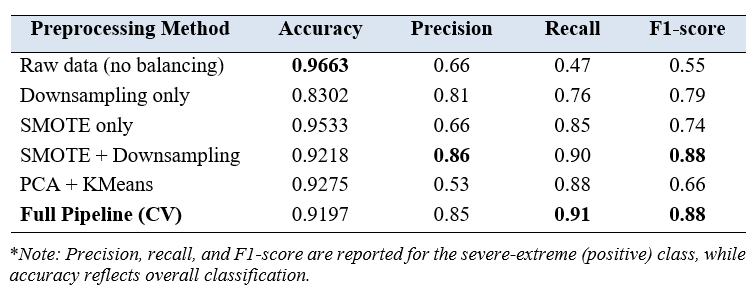 Preprocessing Method Accuracy Precision Recall F1-score
Raw data (no balancing) 0.9663 0.66 0.47 0.55
Downsampling only 0.8302 0.81 0.76 0.79
SMOTE only 0.9533 0.66 0.85 0.74
SMOTE + Downsampling 0.9218 0.86 0.90 0.88
PCA + KMeans 0.9275 0.53 0.88 0.66
Full Pipeline (CV) 0.9197 0.85 0.91 0.88
*Note: Precision, recall, and F1-score are reported for the severe-extreme (positive) class, while
accuracy reflects overall classification.